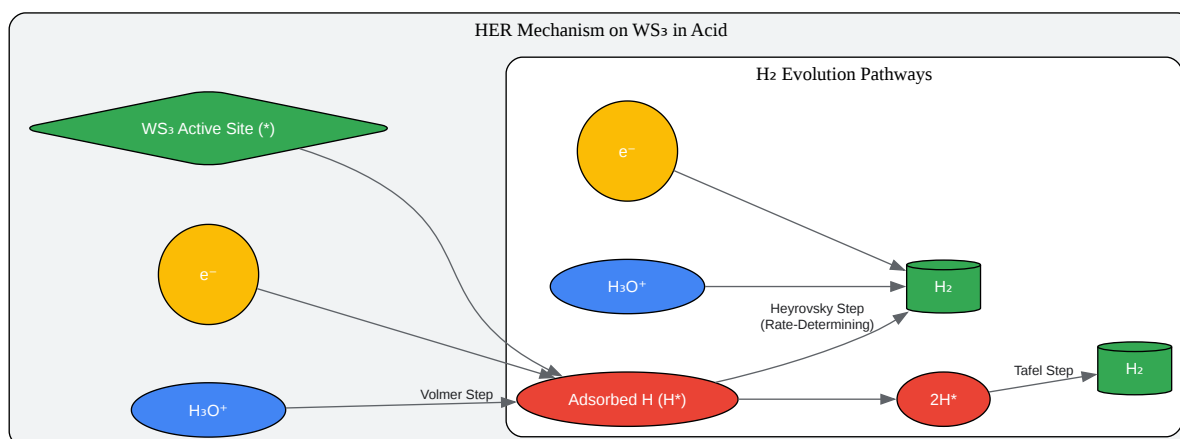 HER Mechanism on WS₃ in Acid
H₂ Evolution Pathways
WS₃ Active Site (*)
e⁻
e⁻
H₃O⁺
H₂
Heyrovsky Step
(Rate-Determining)
Tafel Step
H₂
Volmer Step
Adsorbed H (H*)
2H*
H₃O⁺